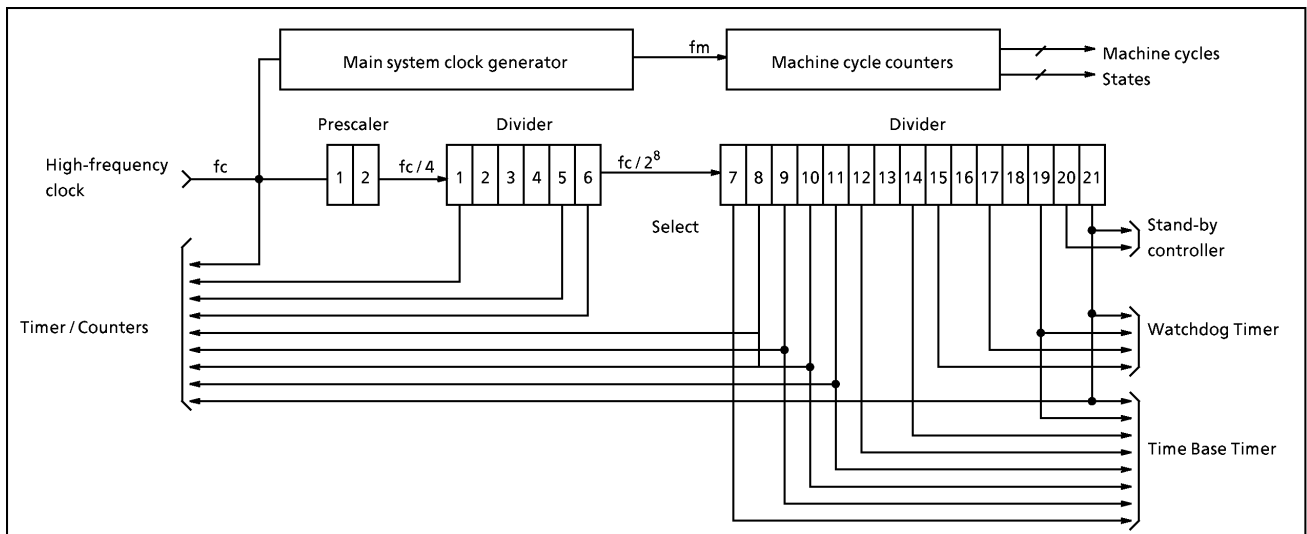 Main system clock generator
fm
Machine cycle counters
Machine cycles
States
Prescaler
Divider
Divider
High-frequency
clock
fc
1 2
fc / 4
1 2 3 4 5 6
fc / 2⁸
7 8 9 10 11 12 13 14 15 16 17 18 19 20 21
Select
Stand-by
controller
Timer / Counters
Watchdog Timer
Time Base Timer